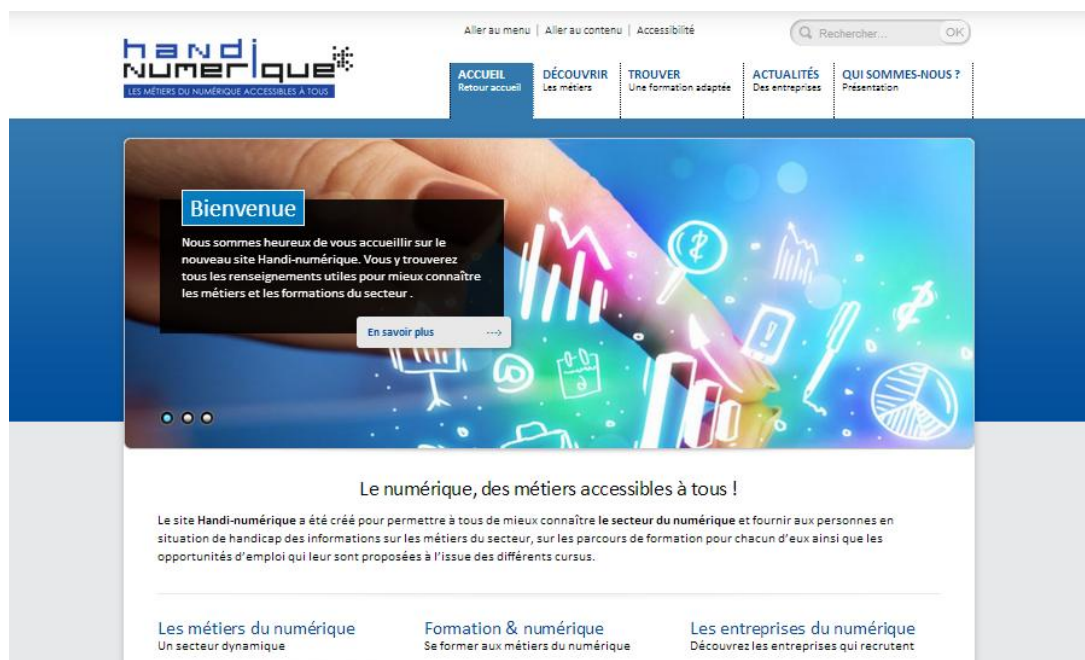 Aller au menu | Aller au contenu | Accessibilité
Rechercher... OK
handi
numerique
LES MÉTIERS DU NUMÉRIQUE ACCESSIBLES À TOUS
ACCUEIL
Retour accueil
DÉCOUVRIR
Les métiers
TROUVER
Une formation adaptée
ACTUALITÉS
Des entreprises
QUI SOMMES-NOUS ?
Présentation
Bienvenue
Nous sommes heureux de vous accueillir sur le
nouveau site Handi-numérique. Vous y trouverez
tous les renseignements utiles pour mieux connaître
les métiers et les formations du secteur .
En savoir plus --->
Le numérique, des métiers accessibles à tous !
Le site Handi-numérique a été créé pour permettre à tous de mieux connaître le secteur du numérique et fournir aux personnes en
situation de handicap des informations sur les métiers du secteur, sur les parcours de formation pour chacun d’eux ainsi que les
opportunités d’emploi qui leur sont proposées à l’issue des différents cursus.
Les métiers du numérique
Un secteur dynamique
Formation & numérique
Se former aux métiers du numérique
Les entreprises du numérique
Découvrez les entreprises qui recrutent